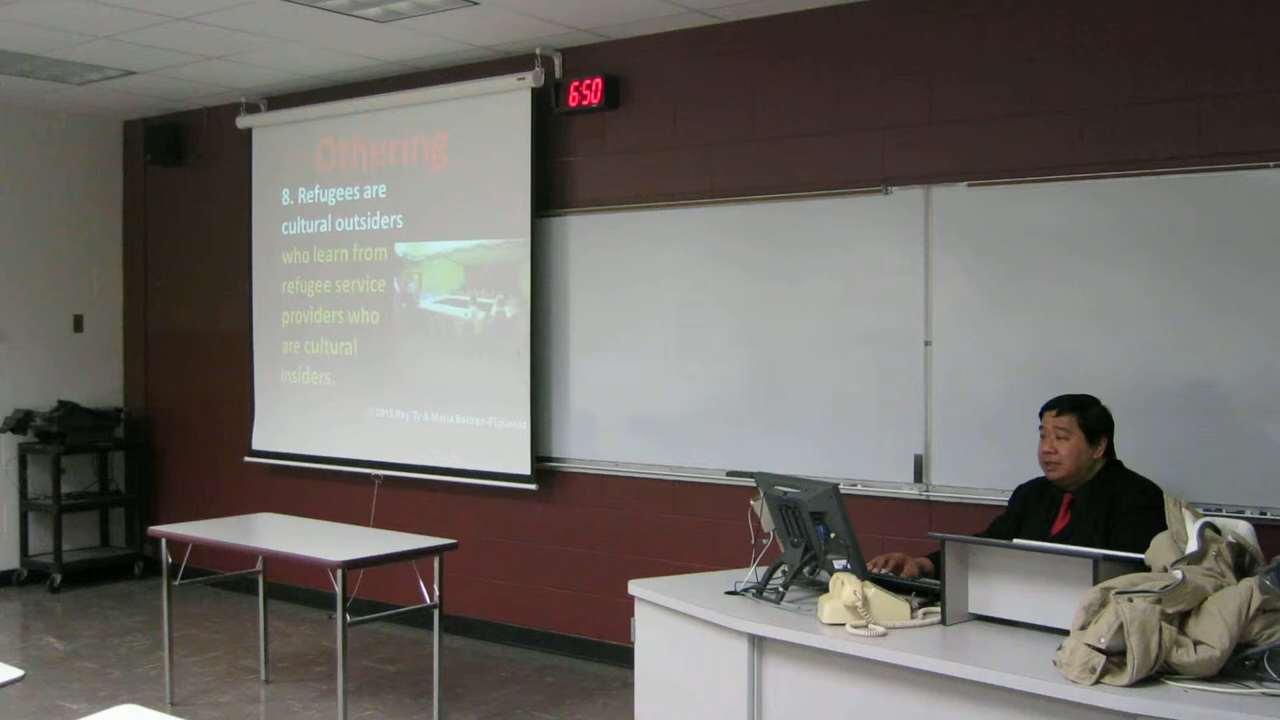 6:50
Othering
8. Refugees are
cultural outsiders
who learn from
refugee service
providers who
are cultural
insiders.
© 2012 Rey Ty & Maria Beltran-Figueroa